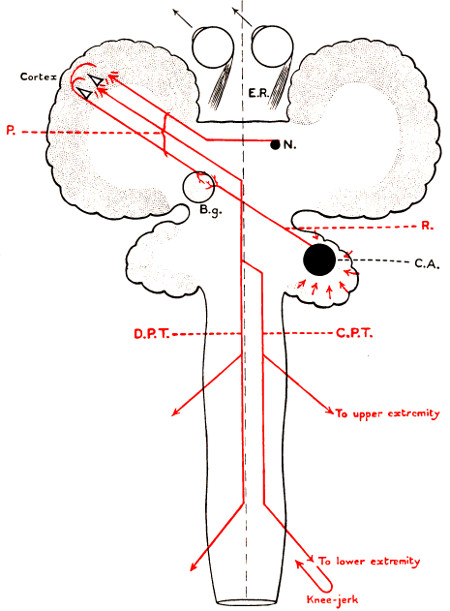 E.R.
Cortex
P.
N.
B.g.
R.
C.A.
D.P.T.
C.P.T.
To upper extremity
To lower extremity
Knee-jerk